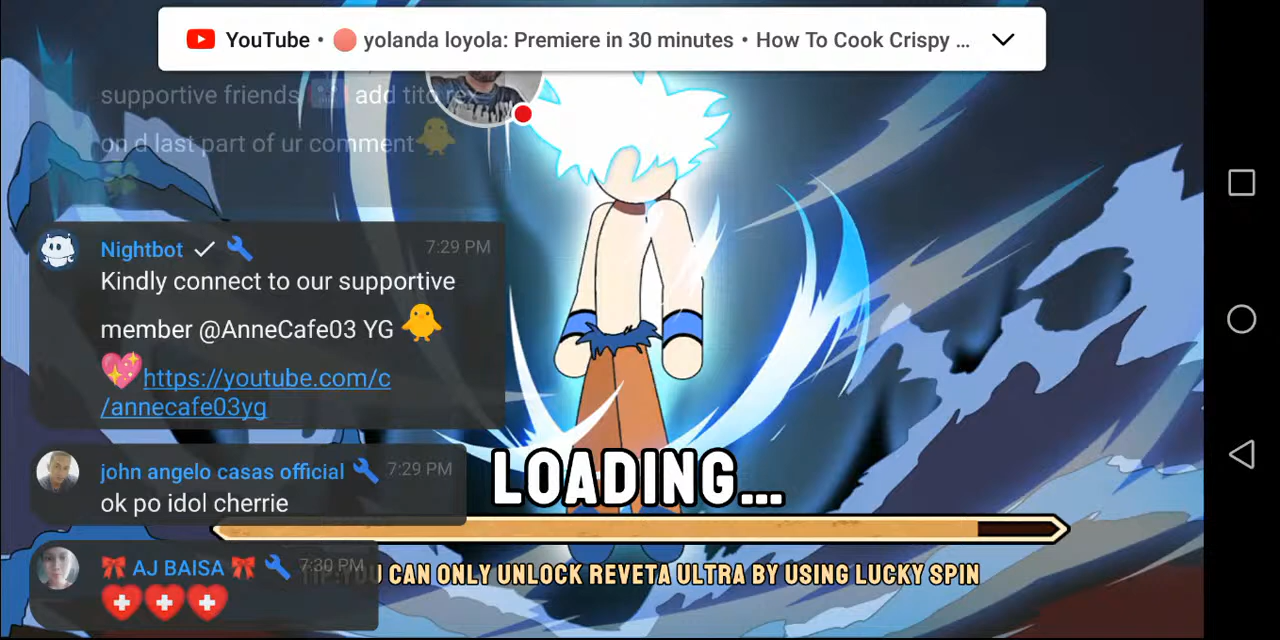 YouTube • yolanda loyola: Premiere in 30 minutes • How To Cook Crispy ...
supportive friends add tito rex
on d last part of ur comment
Nightbot 7:29 PM
Kindly connect to our supportive
member @AnneCafe03 YG
https://youtube.com/c
/annecafe03yg
john angelo casas official 7:29 PM
ok po idol cherrie
LOADING...
AJ BAISA 7:30 PM
TIP: YOU CAN ONLY UNLOCK REVETA ULTRA BY USING LUCKY SPIN